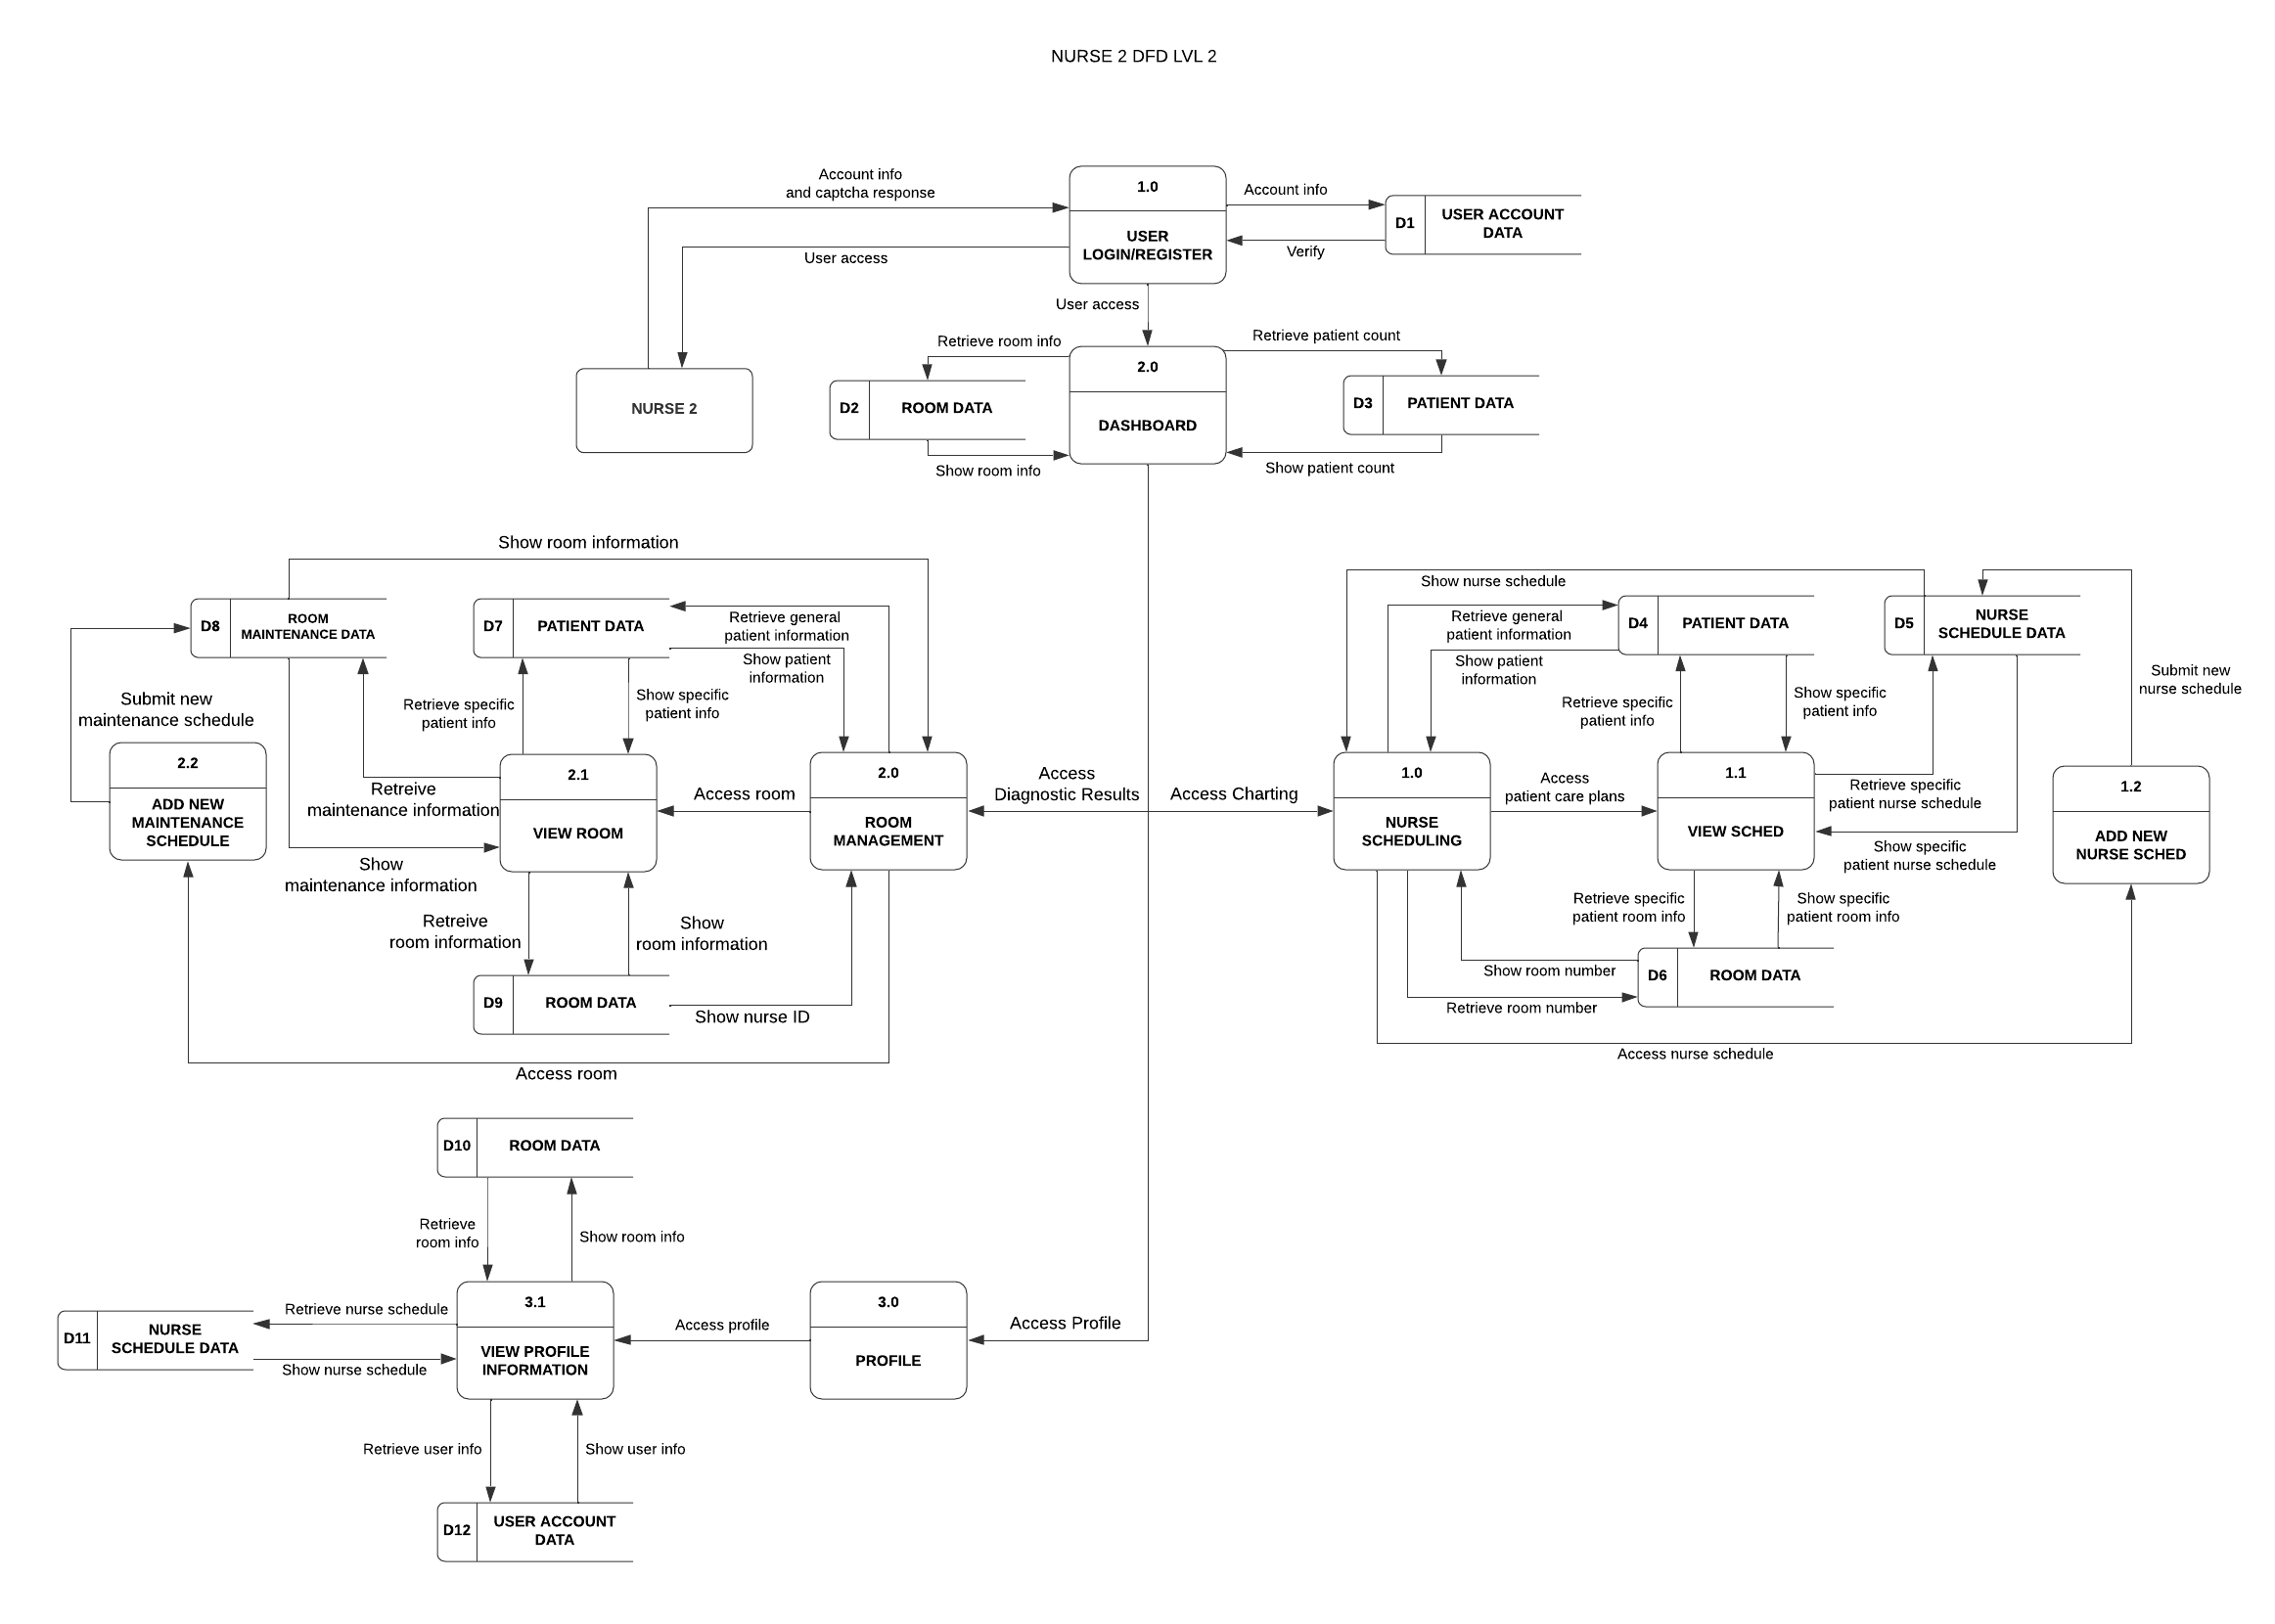 NURSE 2 DFD LVL 2
Account info
and captcha response
1.0
Account info
USER
LOGIN/REGISTER
D1
USER ACCOUNT
DATA
User access
Verify
User access
Retrieve room info
Retrieve patient count
2.0
NURSE 2
D2
ROOM DATA
DASHBOARD
D3
PATIENT DATA
Show room info
Show patient count
Show room information
D8
ROOM
MAINTENANCE DATA
D7
PATIENT DATA
Retrieve general
patient information
Show patient
information
Submit new
maintenance schedule
Retrieve specific
patient info
Show specific
patient info
2.2
ADD NEW
MAINTENANCE
SCHEDULE
Retreive
maintenance information
2.1
VIEW ROOM
Access room
2.0
ROOM
MANAGEMENT
Access
Diagnostic Results
Show
maintenance information
Retreive
room information
Show
room information
D9
ROOM DATA
Show nurse ID
Access room
Show nurse schedule
Retrieve general
patient information
D4
PATIENT DATA
D5
NURSE
SCHEDULE DATA
Show patient
information
Retrieve specific
patient info
Show specific
patient info
Submit new
nurse schedule
Access Charting
1.0
NURSE
SCHEDULING
Access
patient care plans
1.1
VIEW SCHED
Retrieve specific
patient nurse schedule
1.2
ADD NEW
NURSE SCHED
Show specific
patient nurse schedule
Retrieve specific
patient room info
Show specific
patient room info
Show room number
D6
ROOM DATA
Retrieve room number
Access nurse schedule
D10
ROOM DATA
Retrieve
room info
Show room info
Retrieve nurse schedule
3.1
3.0
D11
NURSE
SCHEDULE DATA
Access profile
Access Profile
VIEW PROFILE
INFORMATION
PROFILE
Show nurse schedule
Retrieve user info
Show user info
D12
USER ACCOUNT
DATA